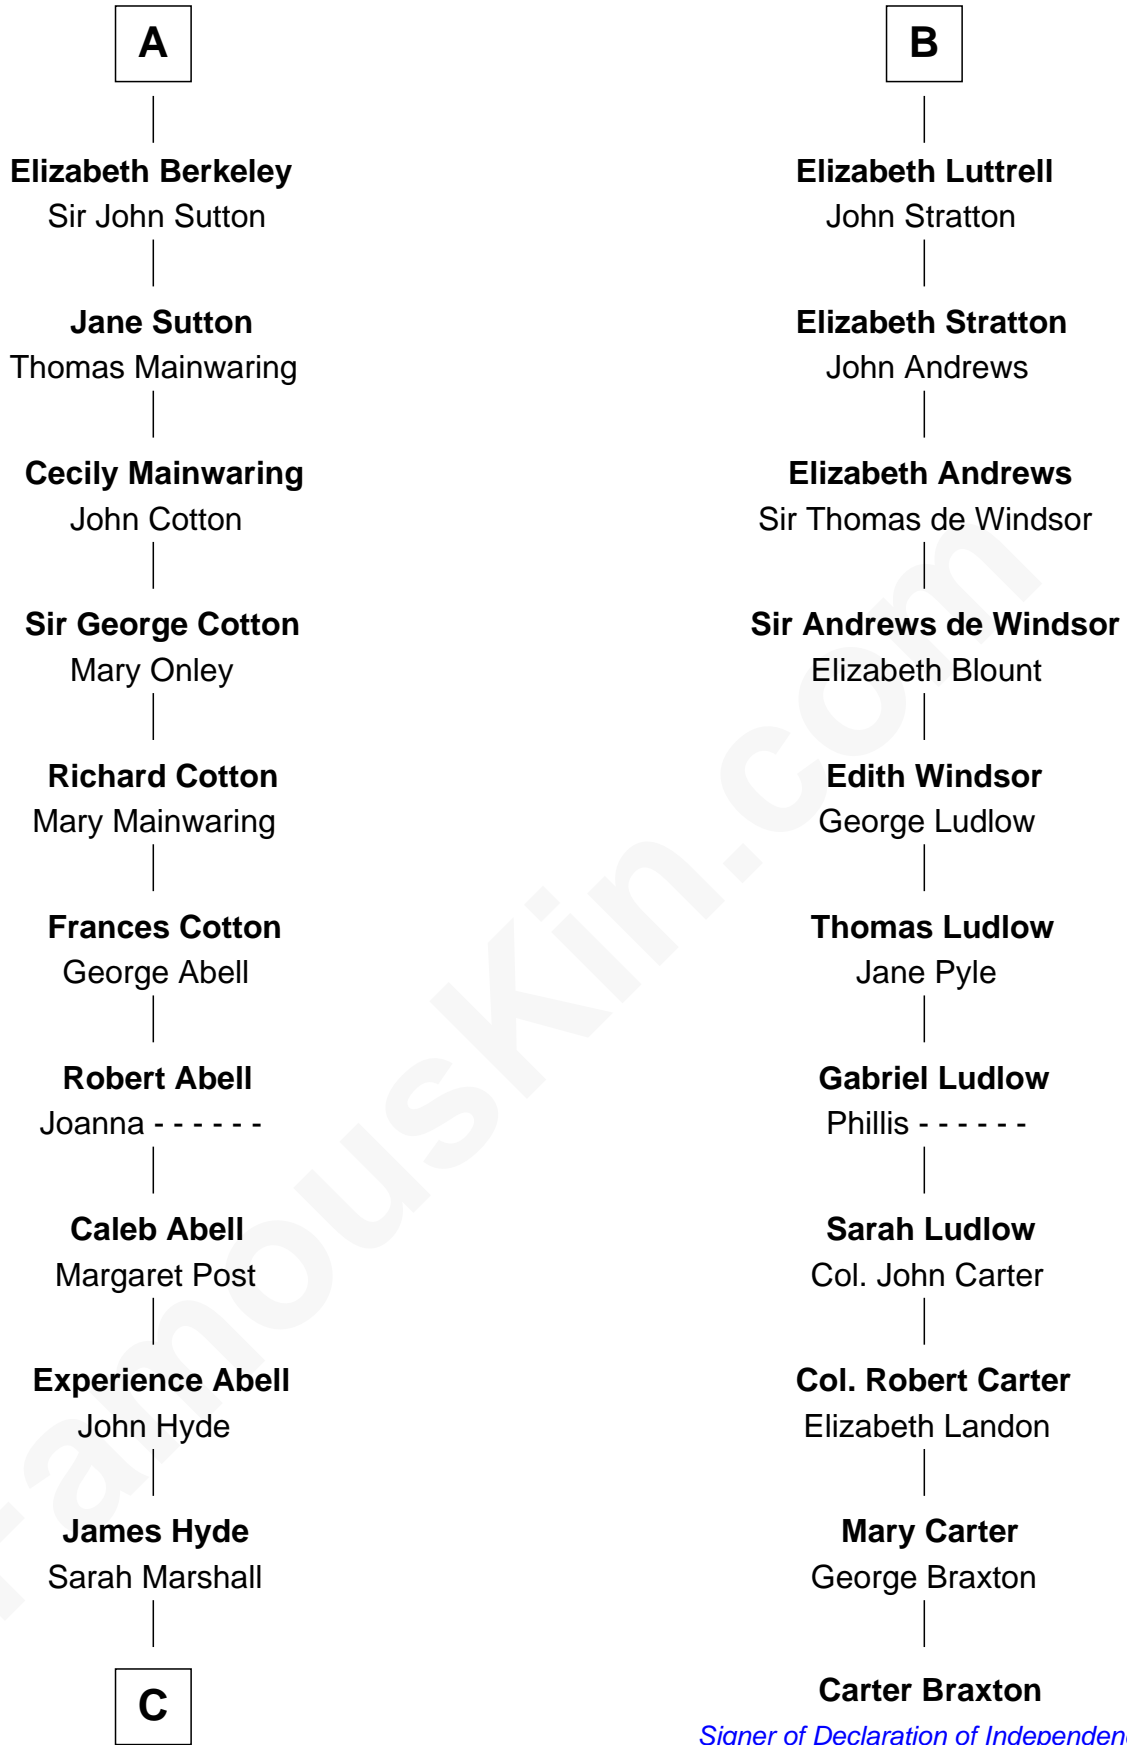 A
Elizabeth Berkeley
Sir John Sutton
Jane Sutton
Thomas Mainwaring
Cecily Mainwaring
John Cotton
Sir George Cotton
Mary Onley
Richard Cotton
Mary Mainwaring
Frances Cotton
George Abell
Robert Abell
Joanna - - - - - -
Caleb Abell
Margaret Post
Experience Abell
John Hyde
James Hyde
Sarah Marshall
C
B
Elizabeth Luttrell
John Stratton
Elizabeth Stratton
John Andrews
Elizabeth Andrews
Sir Thomas de Windsor
Sir Andrews de Windsor
Elizabeth Blount
Edith Windsor
George Ludlow
Thomas Ludlow
Jane Pyle
Gabriel Ludlow
Phillis - - - - - -
Sarah Ludlow
Col. John Carter
Col. Robert Carter
Elizabeth Landon
Mary Carter
George Braxton
Carter Braxton
Signer of Declaration of Independenc
FamousKin.com